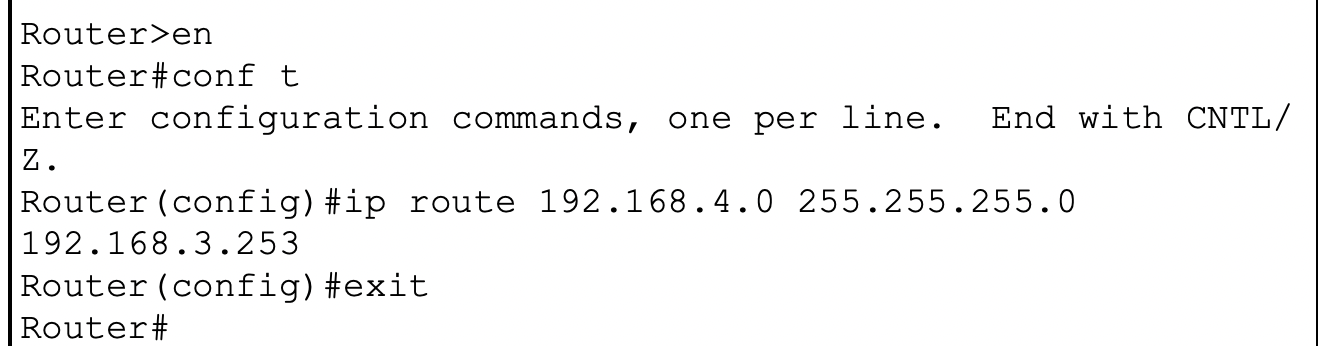 Router>en
Router#conf t
Enter configuration commands, one per line.  End with CNTL/
Z.
Router(config)#ip route 192.168.4.0 255.255.255.0
192.168.3.253
Router(config)#exit
Router#